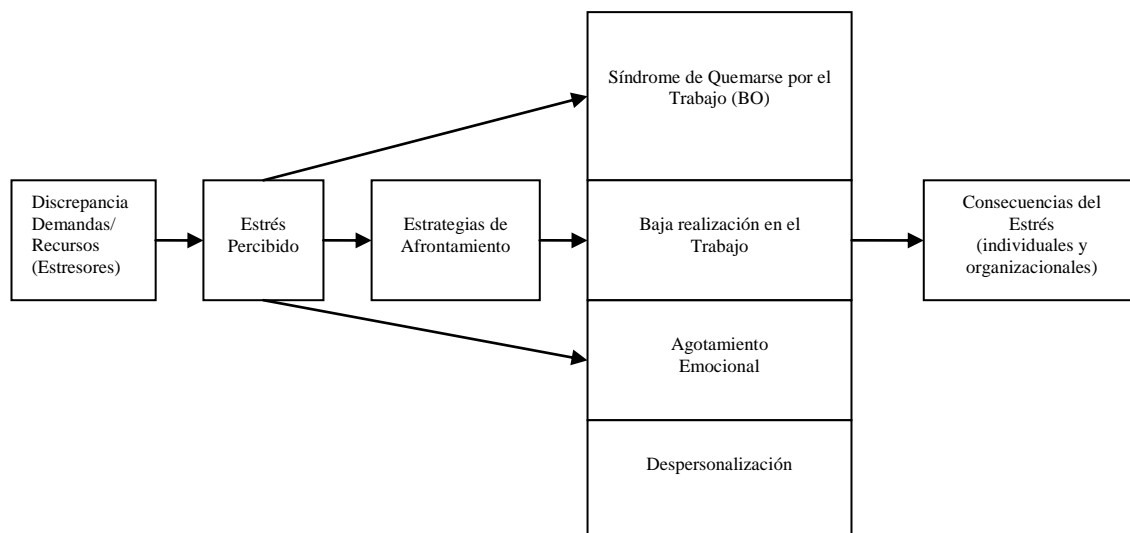 Síndrome de Quemarse por el
Trabajo (BO)
Discrepancia
Demandas/
Recursos
(Estresores)
Estrés
Percibido
Estrategias de
Afrontamiento
Baja realización en el
Trabajo
Consecuencias del
Estrés
(individuales y
organizacionales)
Agotamiento
Emocional
Despersonalización